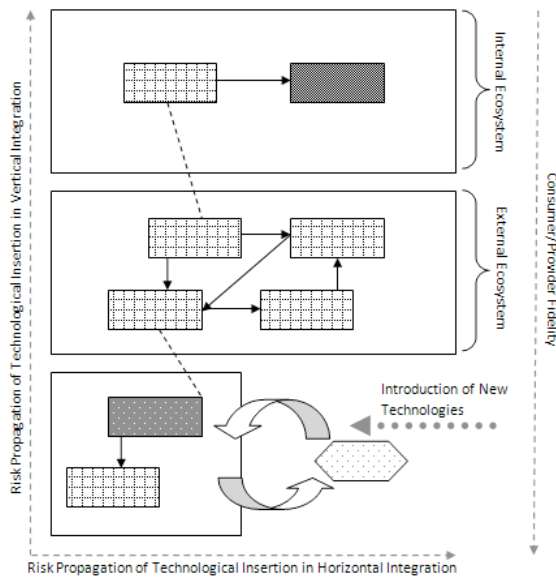 Risk Propagation of Technological Insertion in Vertical Integration
Internal Ecosystem
External Ecosystem
Consumer/Provider Fidelity
Introduction of New
Technologies
Risk Propagation of Technological Insertion in Horizontal Integration